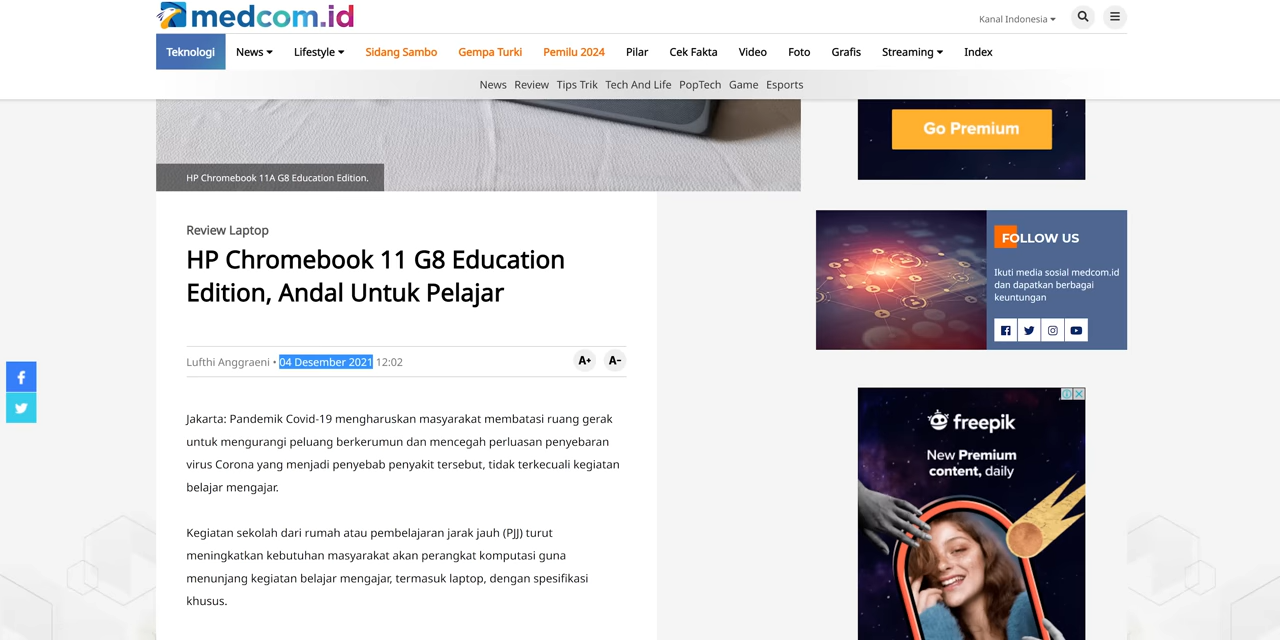 medcom.id
Kanal Indonesia
Teknologi News Lifestyle Sidang Sambo Gempa Turki Pemilu 2024 Pilar Cek Fakta Video Foto Grafis Streaming Index
News Review Tips Trik Tech And Life PopTech Game Esports
HP Chromebook 11A G8 Education Edition.
Review Laptop
HP Chromebook 11 G8 Education
Edition, Andal Untuk Pelajar
Lufthi Anggraeni • 04 Desember 2021 12:02
A+ A-
Jakarta: Pandemik Covid-19 mengharuskan masyarakat membatasi ruang gerak
untuk mengurangi peluang berkerumun dan mencegah perluasan penyebaran
virus Corona yang menjadi penyebab penyakit tersebut, tidak terkecuali kegiatan
belajar mengajar.
Kegiatan sekolah dari rumah atau pembelajaran jarak jauh (PJJ) turut
meningkatkan kebutuhan masyarakat akan perangkat komputasi guna
menunjang kegiatan belajar mengajar, termasuk laptop, dengan spesifikasi
khusus.
Go Premium
FOLLOW US
Ikuti media sosial medcom.id
dan dapatkan berbagai
keuntungan
freepik
New Premium
content, daily